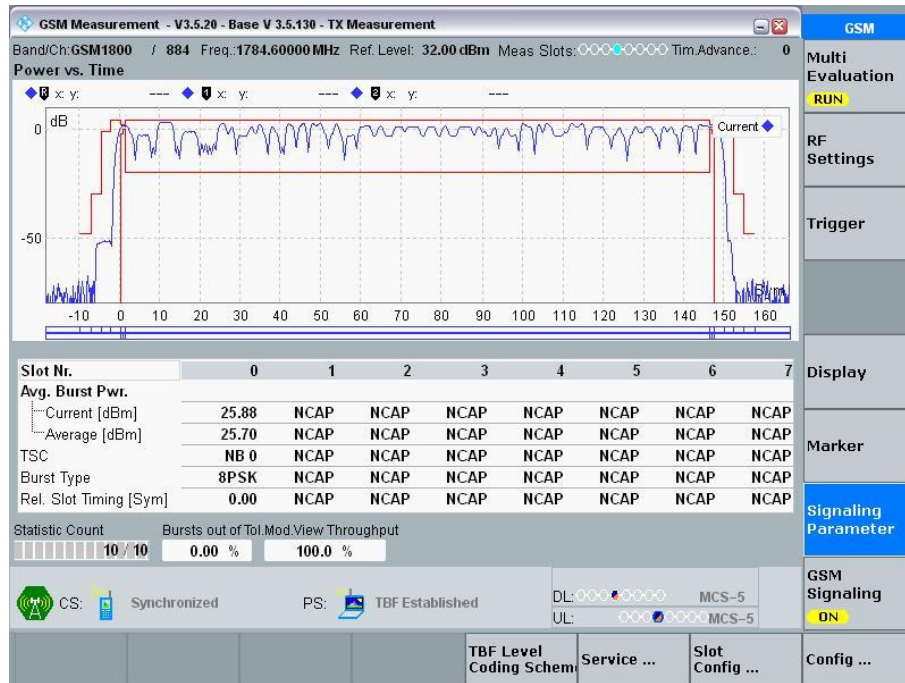 GSM Measurement - V3.5.20 - Base V 3.5.130 - TX Measurement
GSM
Band/Ch:GSM1800 / 884 Freq.:1784.60000 MHz Ref. Level: 32.00 dBm Meas Slots: Tim.Advance.: 0
Power vs. Time
R x: y: --- 1 x: y: --- 2 x: y: ---
dB
Current
0
-50
-10 0 10 20 30 40 50 60 70 80 90 100 110 120 130 140 150 160
Slot Nr. 0 1 2 3 4 5 6 7
Avg. Burst Pwr.
Current [dBm] 25.88 NCAP NCAP NCAP NCAP NCAP NCAP NCAP
Average [dBm] 25.70 NCAP NCAP NCAP NCAP NCAP NCAP NCAP
TSC NB 0 NCAP NCAP NCAP NCAP NCAP NCAP NCAP
Burst Type 8PSK NCAP NCAP NCAP NCAP NCAP NCAP NCAP
Rel. Slot Timing [Sym] 0.00 NCAP NCAP NCAP NCAP NCAP NCAP NCAP
Statistic Count Bursts out of Tol. Mod.View Throughput
10 / 10 0.00 % 100.0 %
CS: Synchronized PS: TBF Established
DL: MCS-5
UL: MCS-5
Multi
Evaluation
RUN
RF
Settings
Trigger
Display
Marker
Signaling
Parameter
GSM
Signaling
ON
TBF Level
Coding Schem
Service ...
Slot
Config ...
Config ...